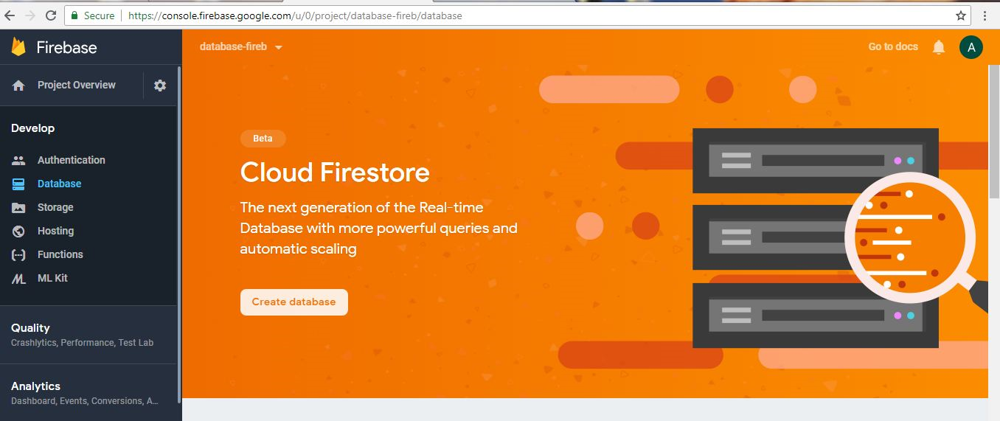 Secure https://console.firebase.google.com/u/0/project/database-fireb/database
Firebase
database-fireb
Go to docs
A
Project Overview
Develop
Authentication
Database
Storage
Hosting
Functions
ML Kit
Quality
Crashlytics, Performance, Test Lab
Analytics
Dashboard, Events, Conversions, A...
Beta
Cloud Firestore
The next generation of the Real-time
Database with more powerful queries and
automatic scaling
Create database